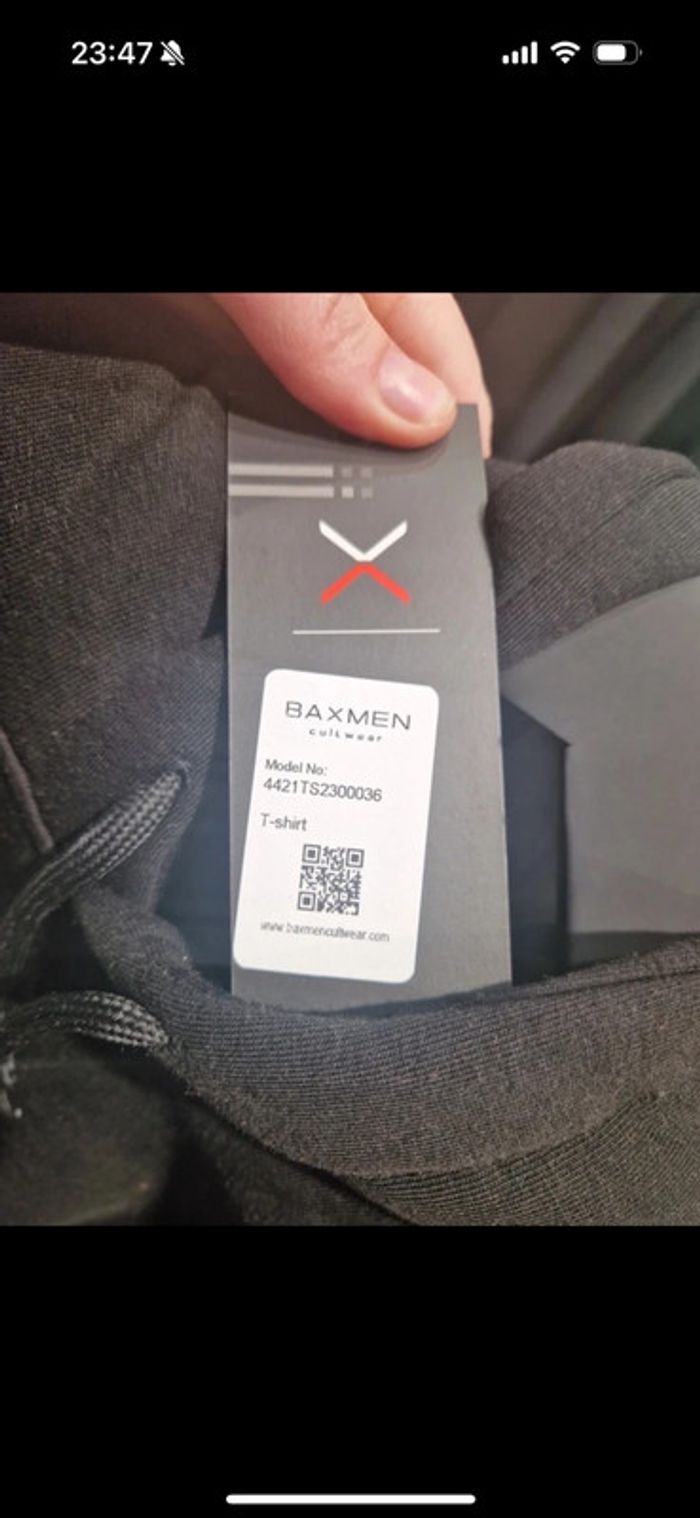 23:47
BAXMEN
cultwear
Model No:
4421TS2300036
T-shirt
www.baxmencultwear.com